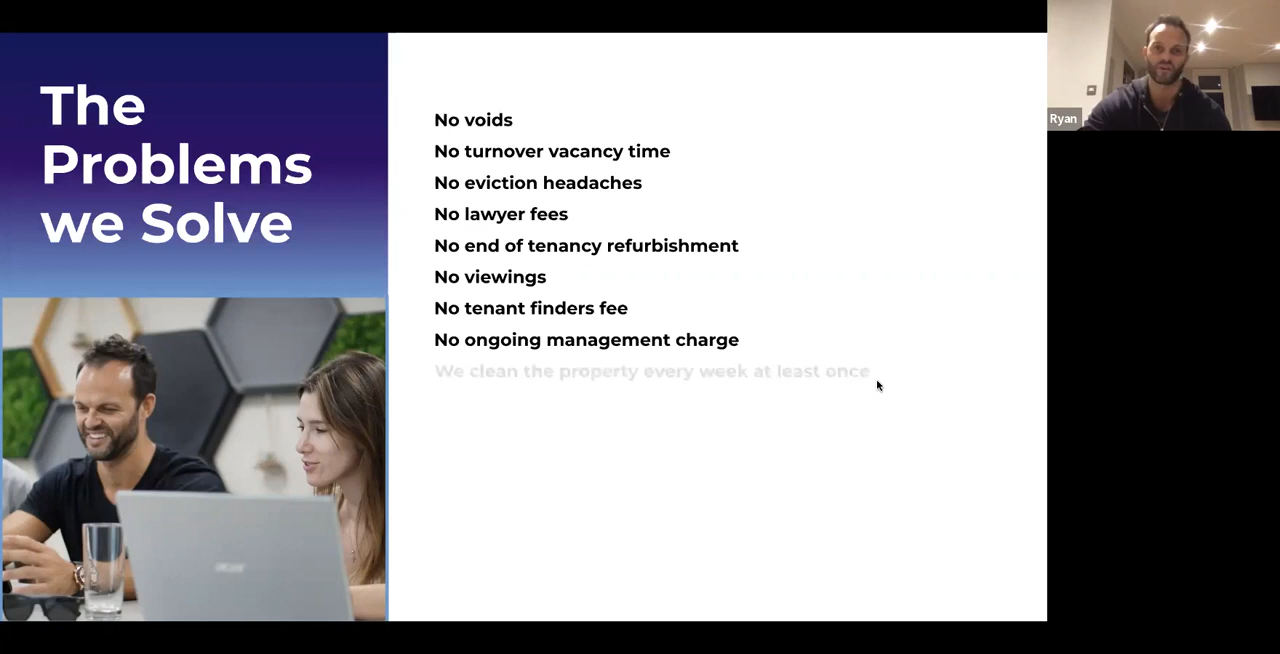 The
Problems
we Solve
No voids
No turnover vacancy time
No eviction headaches
No lawyer fees
No end of tenancy refurbishment
No viewings
No tenant finders fee
No ongoing management charge
We clean the property every week at least once
Ryan
acer